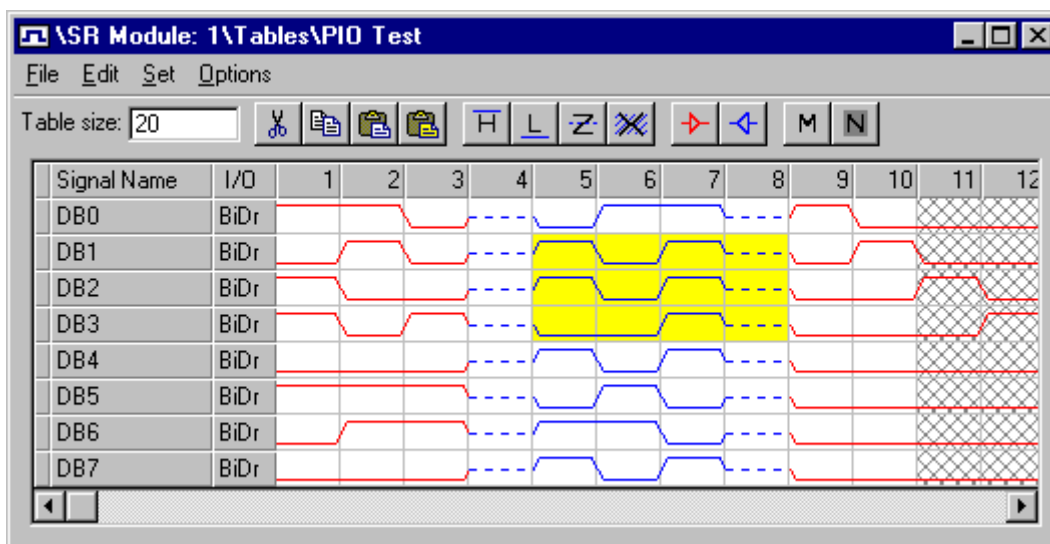 \SR Module: 1\Tables\PIO Test
File Edit Set Options
Table size: 20 H L Z M N
Signal Name I/O 1 2 3 4 5 6 7 8 9 10 11 12
DB0 BiDr
DB1 BiDr
DB2 BiDr
DB3 BiDr
DB4 BiDr
DB5 BiDr
DB6 BiDr
DB7 BiDr